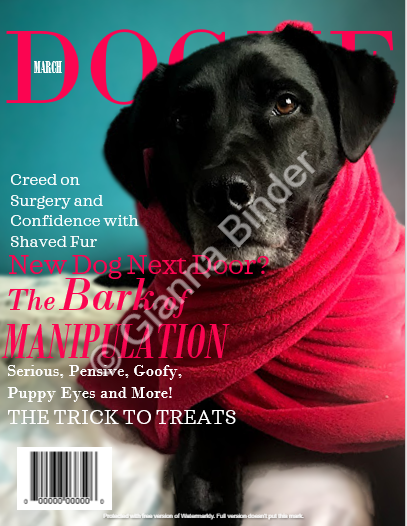 MARCH
Creed on
Surgery and
Confidence with
Shaved Fur
New Dog Next Door?
The Bark of
MANIPULATION
Serious, Pensive, Goofy,
Puppy Eyes and More!
THE TRICK TO TREATS
© Gianna Binder
0 00000 00000 0
Protected with free version of Watermarkly. Full version doesn't put this mark.